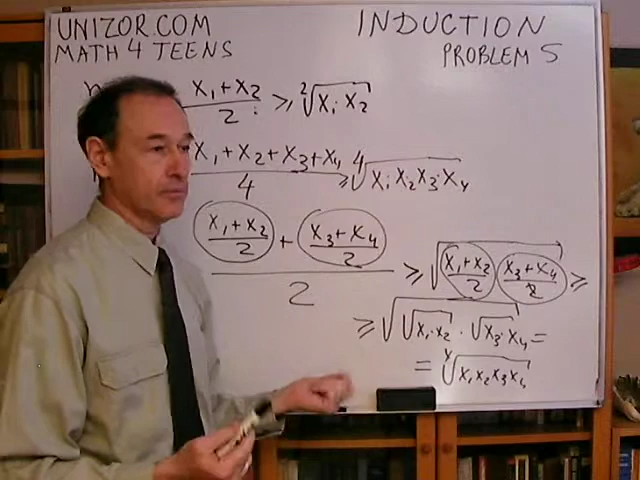 UNIZOR.COM
MATH 4 TEENS
INDUCTION
PROBLEM 5
(x₁+x₂)/2 ≥ ²√(x₁·x₂)
(x₁+x₂+x₃+x₄)/4 ≥ ⁴√(x₁·x₂x₃·x₄)
((x₁+x₂)/2 + (x₃+x₄)/2)/2 ≥ √((x₁+x₂)/2 (x₃+x₄)/2) ≥
≥ √(√(x₁·x₂) · √(x₃·x₄)) =
= ⁴√(x₁x₂x₃x₄)